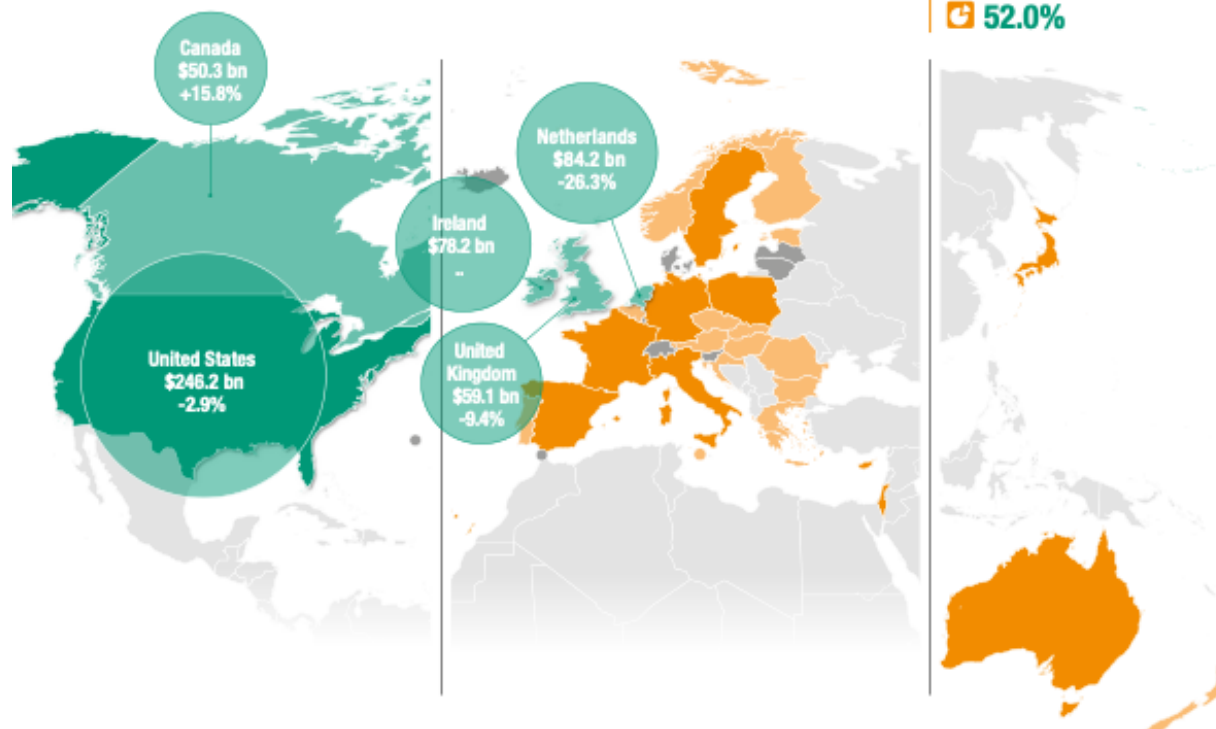 52.0%
Canada
$50.3 bn
+15.8%
Netherlands
$84.2 bn
-26.3%
Ireland
$78.2 bn
--
United States
$246.2 bn
-2.9%
United
Kingdom
$59.1 bn
-9.4%